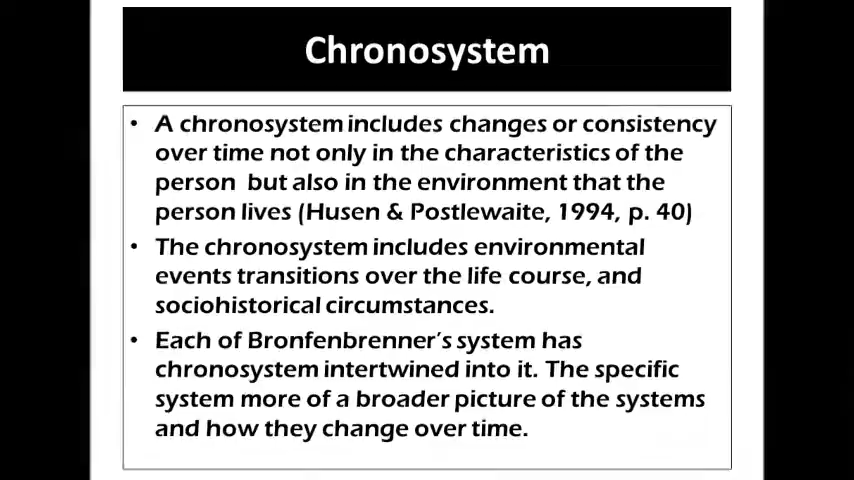 Chronosystem
• A chronosystem includes changes or consistency
over time not only in the characteristics of the
person but also in the environment that the
person lives (Husen & Postlewaite, 1994, p. 40)
• The chronosystem includes environmental
events transitions over the life course, and
sociohistorical circumstances.
• Each of Bronfenbrenner's system has
chronosystem intertwined into it. The specific
system more of a broader picture of the systems
and how they change over time.